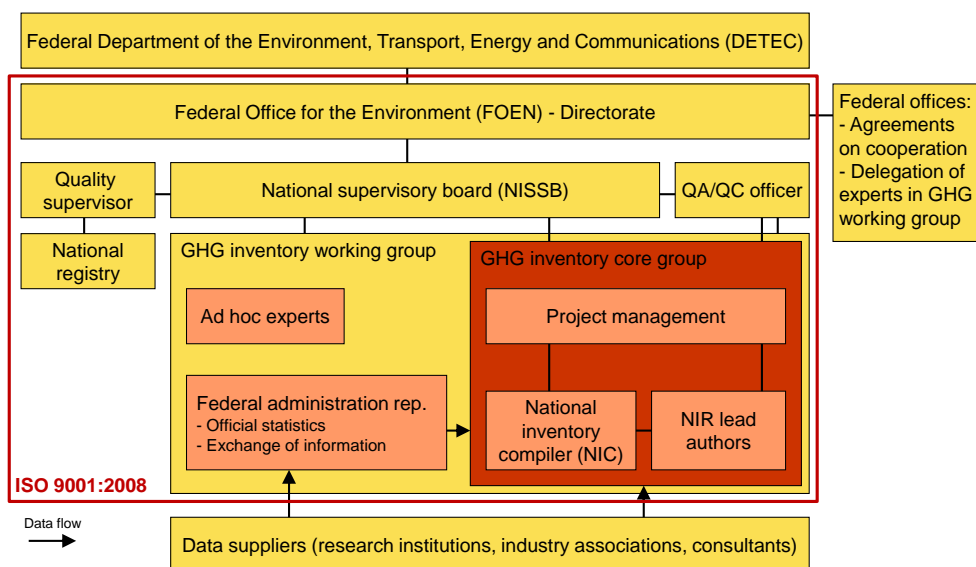 Federal Department of the Environment, Transport, Energy and Communications (DETEC)
Federal Office for the Environment (FOEN) - Directorate
Federal offices:
- Agreements
on cooperation
- Delegation of
experts in GHG
working group
Quality
supervisor
National supervisory board (NISSB)
QA/QC officer
National
registry
GHG inventory working group
GHG inventory core group
Ad hoc experts
Project management
Federal administration rep.
- Official statistics
- Exchange of information
National
inventory
compiler (NIC)
NIR lead
authors
ISO 9001:2008
Data flow
Data suppliers (research institutions, industry associations, consultants)